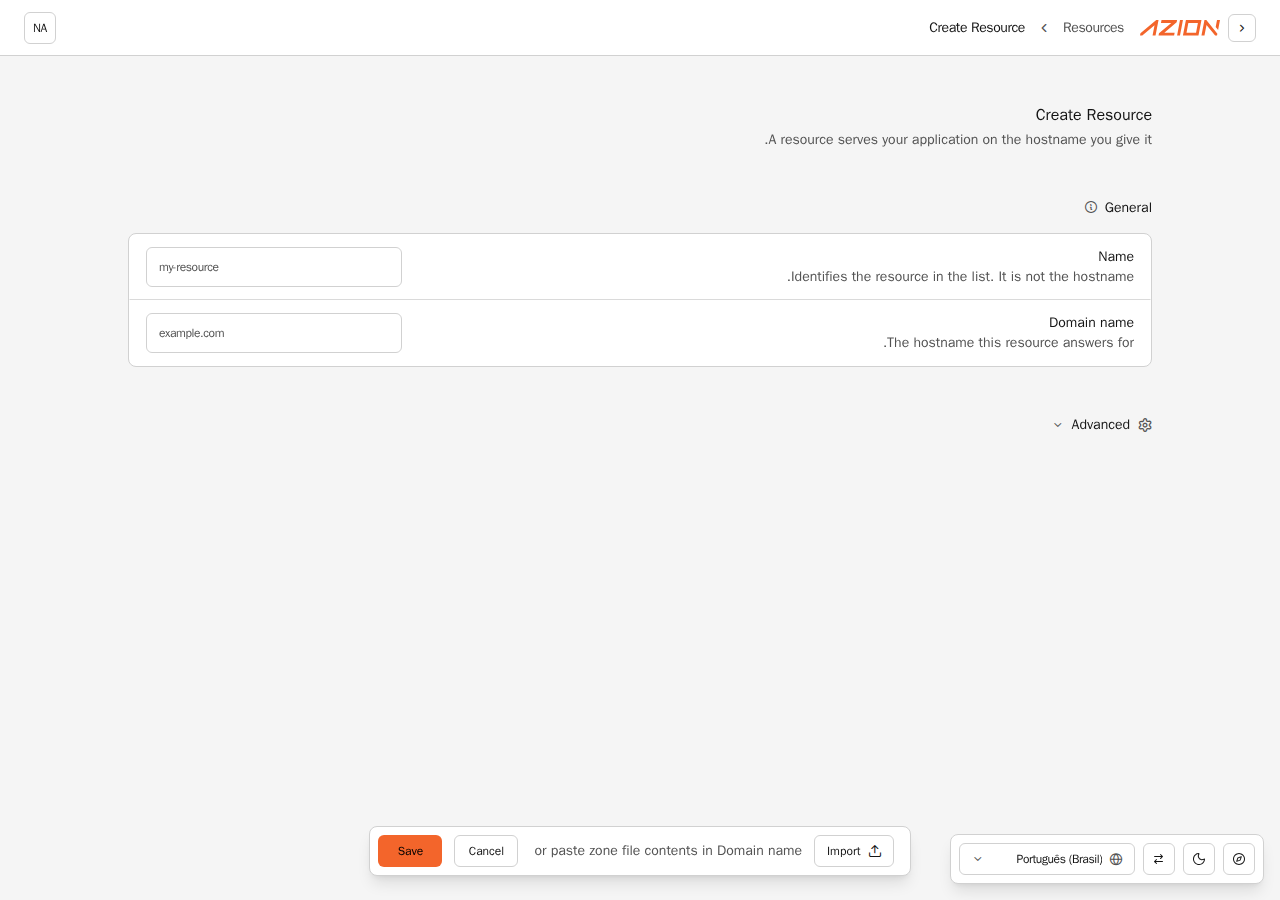 AZION
Resources
Create Resource
NA
Create Resource
A resource serves your application on the hostname you give it.
General
Name
Identifies the resource in the list. It is not the hostname.
my-resource
Domain name
The hostname this resource answers for.
example.com
Advanced
Import
or paste zone file contents in Domain name
Cancel
Save
Português (Brasil)